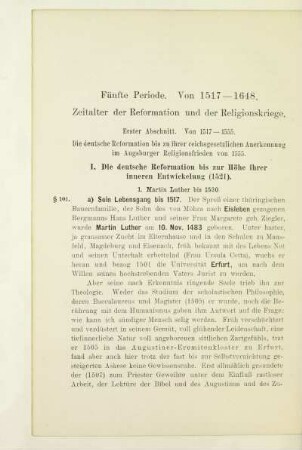 Fünfte Periode. Von 1517—1648.
Zeitalter der Reformation und der Religionskriege.
Erster Abschnitt. Von 1517—1555.
Die deutsche Reformation bis zu ihrer reichsgesetzlichen Anerkennung
im Augsburger Religionsfrieden von 1555.
1. Die deutsche Reformation bis zur Höhe ihrer
inneren Entwickelung (1521).
1. Martin Luther bis 1520.
§ 101. a) Sein Lebensgang bis 1517. Der Sproß einer thüringischen
Bauernfamilie, der Sohn des von Möhra nach Eisleben gezogenen
Bergmanns Hans Luther und seiner Frau Margarete geb. Ziegler,
wurde Martin Luther am 10. Nov. 1483 geboren. Unter harter,
ja grausamer Zucht im Elternhause und in den Schulen zu Mans-
feld, Magdeburg und Eisenach, früh bekannt mit des Lebens Not
und seinen Unterhalt erbettelnd (Frau Ursula Cotta), wuchs er
heran und bezog 1501 die Universität Erfurt, um nach dem
Willen seines hochstrebenden Vaters Jurist zu werden.
Aber seine nach Erkenntnis ringende Seele trieb ihn zur
Theologie. Weder das Studium der scholastischen Philosophie,
deren Baccalaureus und Magister (1505) er wurde, noch die Be-
rührung mit dem Humanismus gaben ihm Antwort auf die Frage:
wie kann ich sündiger Mensch selig werden. Früh verschüchtert
und verdüstert in seinem Gemüt, voll glühender Leidenschaft, eine
tiefinnerliche Natur voll angeborenen sittlichen Zartgefühls, trat
er 1505 in das Augustiner-Eremitenkloster zu Erfurt,
fand aber auch hier trotz der fast bis zur Selbstvernichtung ge-
steigerten Askese keine Gewissensruhe. Erst allmählich gewöhnte
der (1507) zum Priester Geweihte unter dem Einfluß rastloser
Arbeit, der Lektüre der Bibel und des Augustinus und des Zu-